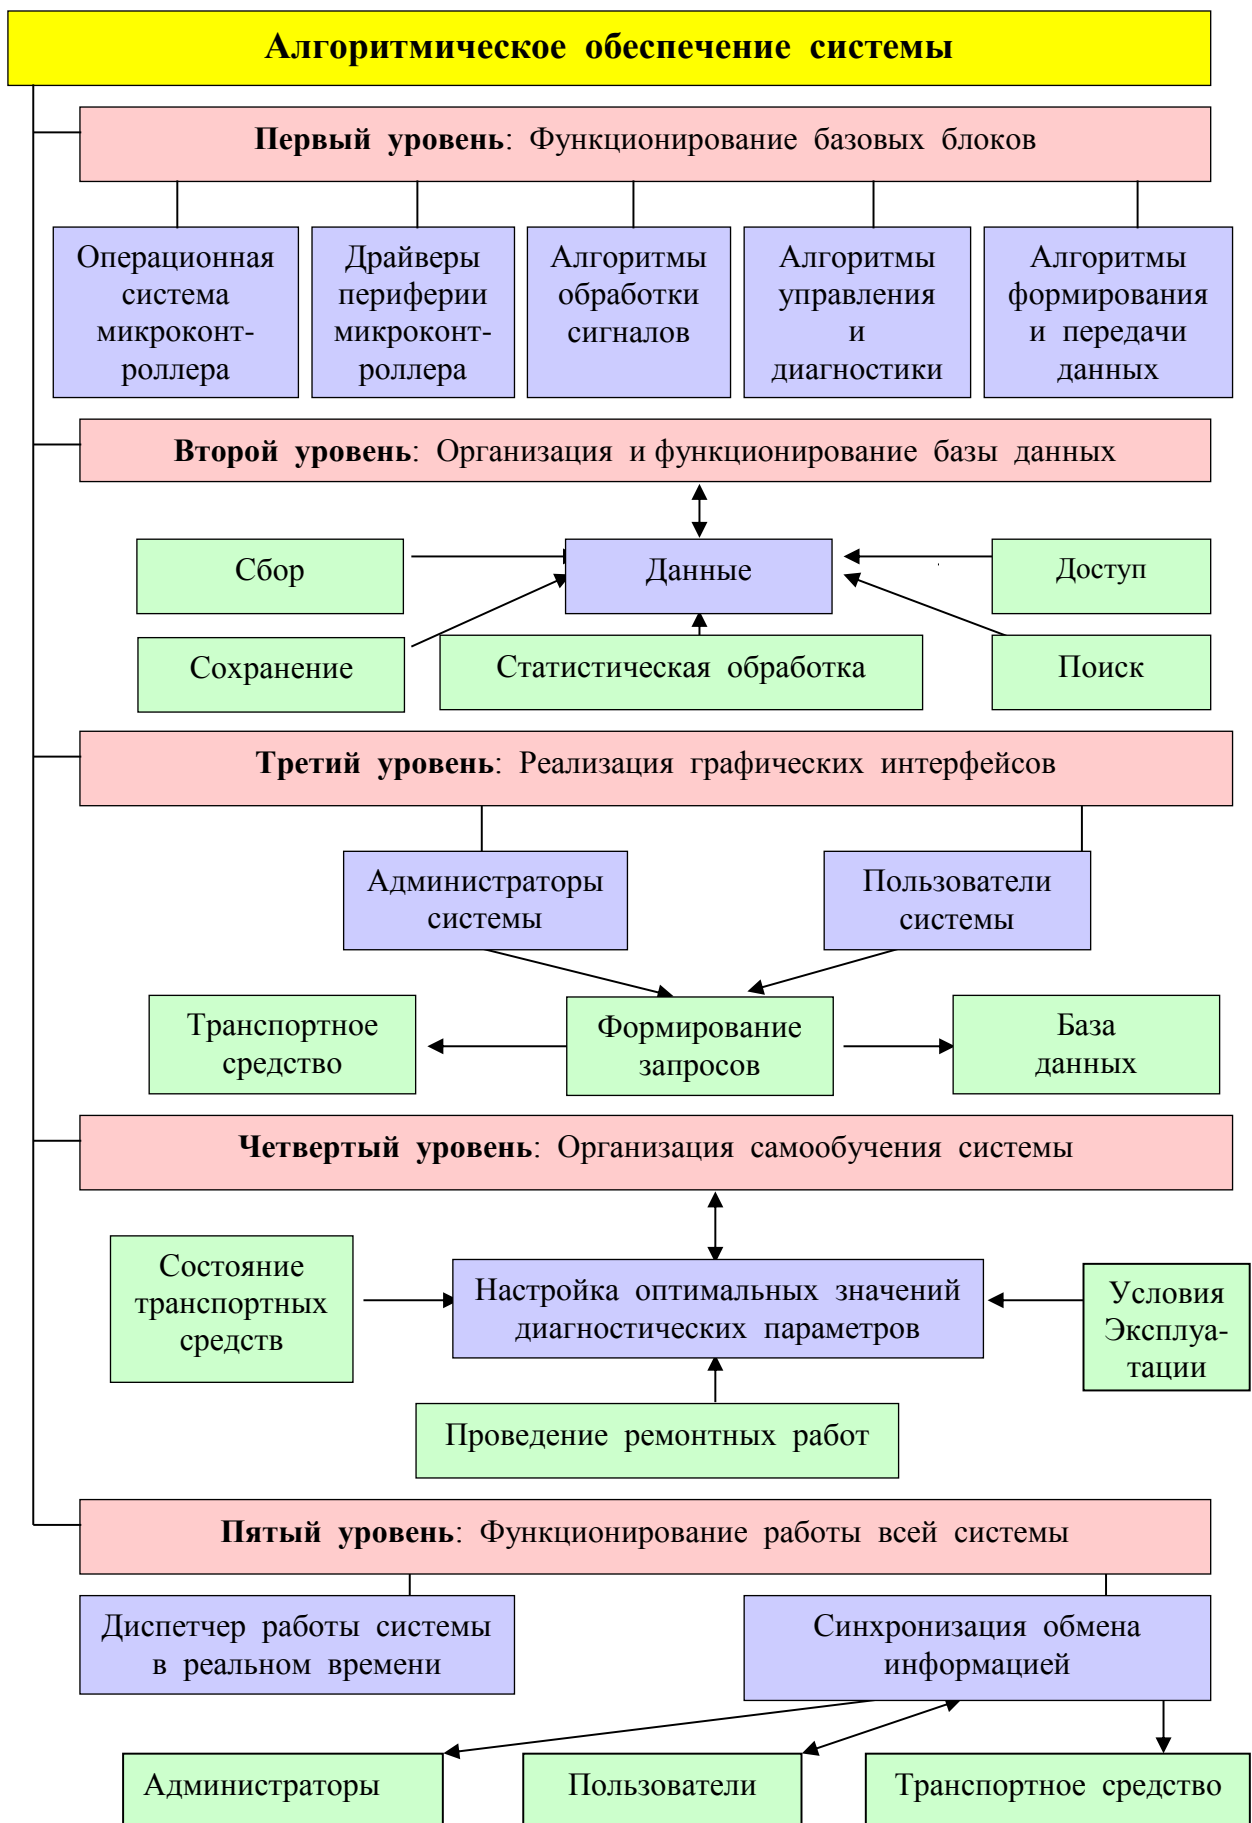 Алгоритмическое обеспечение системы
Первый уровень: Функционирование базовых блоков
Операционная
система
микроконт-
роллера
Драйверы
периферии
микроконт-
роллера
Алгоритмы
обработки
сигналов
Алгоритмы
управления
и
диагностики
Алгоритмы
формирования
и передачи
данных
Второй уровень: Организация и функционирование базы данных
Сбор
Данные
Доступ
Сохранение
Статистическая обработка
Поиск
Третий уровень: Реализация графических интерфейсов
Администраторы
системы
Пользователи
системы
Транспортное
средство
Формирование
запросов
База
данных
Четвертый уровень: Организация самообучения системы
Состояние
транспортных
средств
Настройка оптимальных значений
диагностических параметров
Условия
Эксплуа-
тации
Проведение ремонтных работ
Пятый уровень: Функционирование работы всей системы
Диспетчер работы системы
в реальном времени
Синхронизация обмена
информацией
Администраторы
Пользователи
Транспортное средство